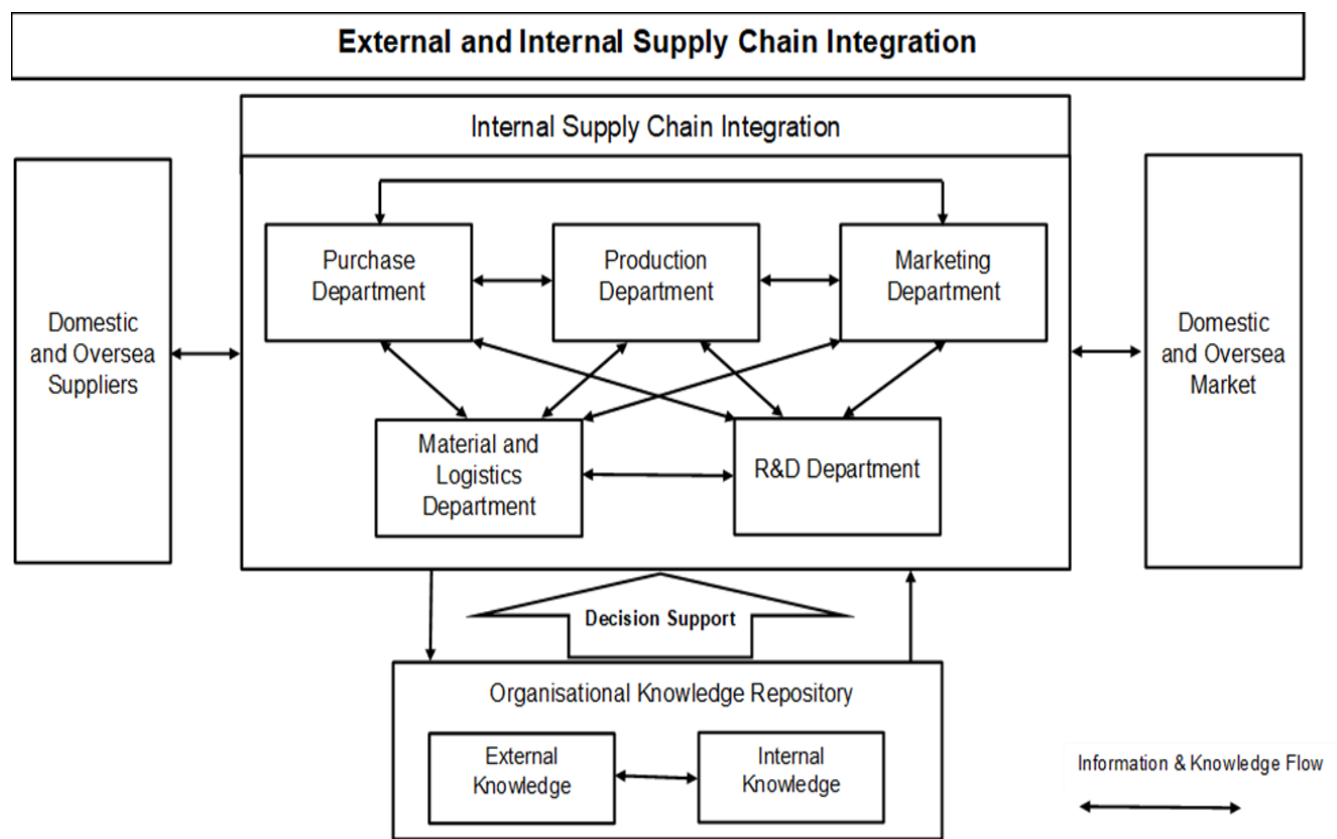 External and Internal Supply Chain Integration
Internal Supply Chain Integration
Purchase
Department
Production
Department
Marketing
Department
Domestic
and Oversea
Suppliers
Domestic
and Oversea
Market
Material and
Logistics
Department
R&D Department
Decision Support
Organisational Knowledge Repository
External
Knowledge
Internal
Knowledge
Information & Knowledge Flow